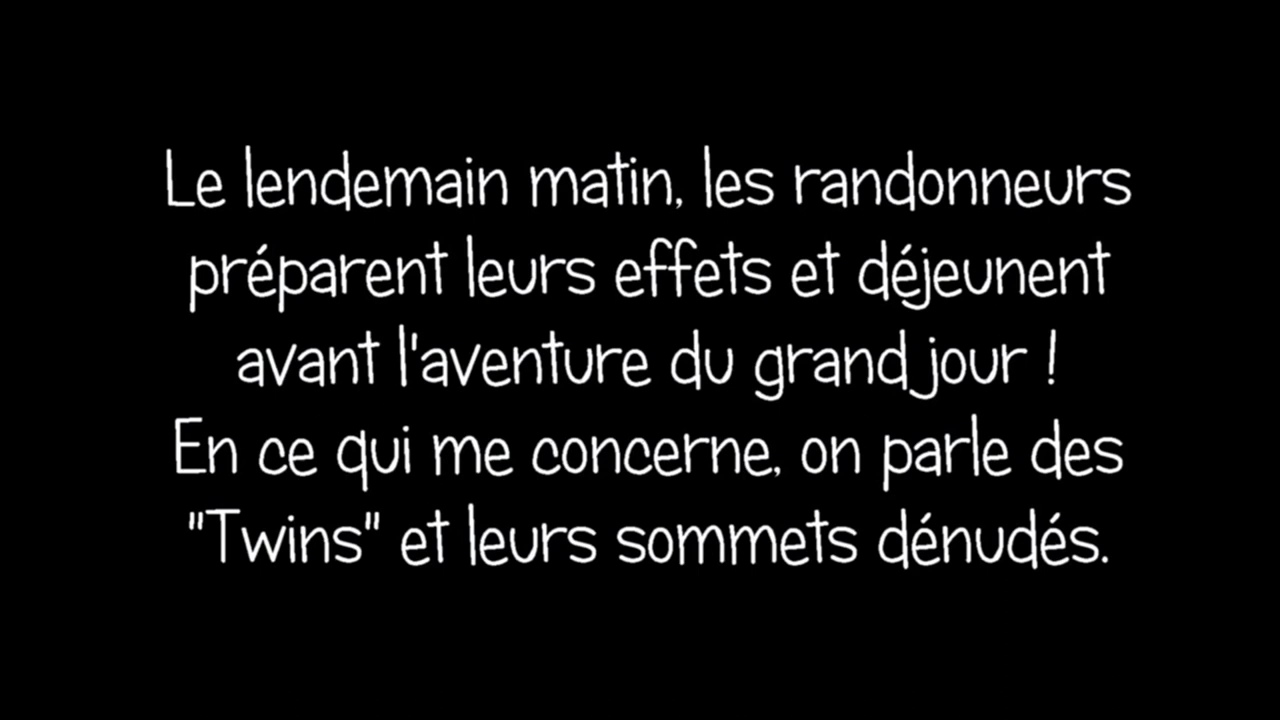 Le lendemain matin, les randonneurs
préparent leurs effets et déjeunent
avant l'aventure du grand jour !
En ce qui me concerne, on parle des
"Twins" et leurs sommets dénudés.